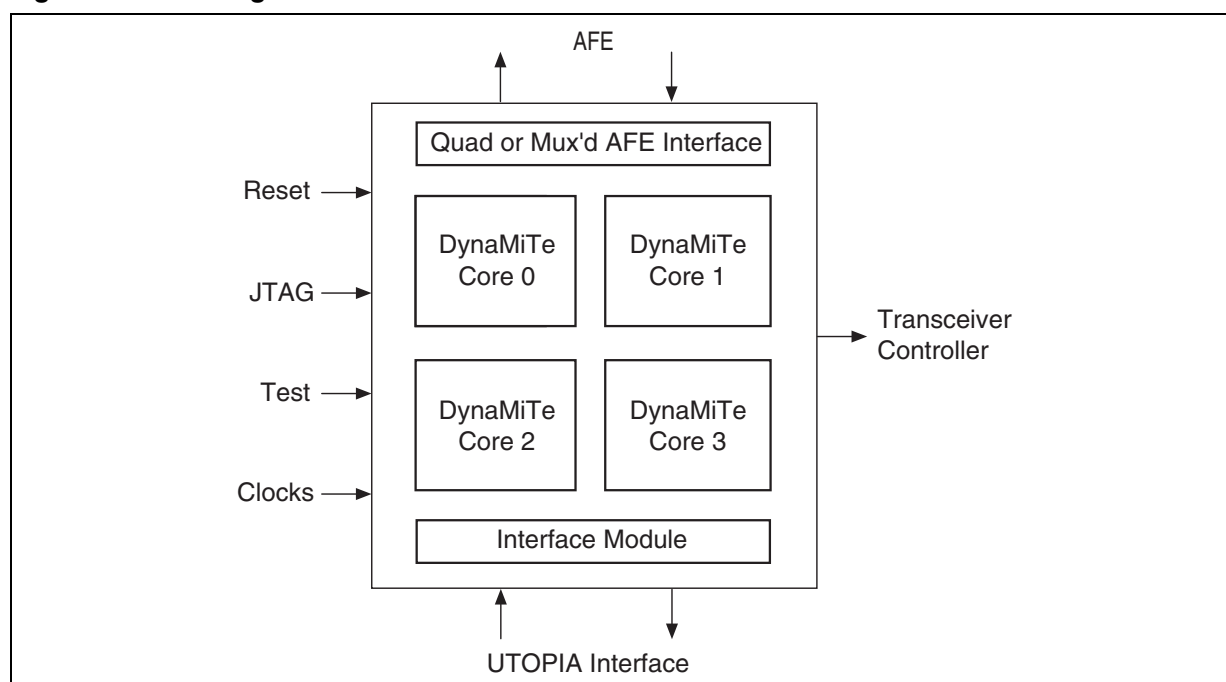 AFE
Quad or Mux'd AFE Interface
Reset
JTAG
Test
Clocks
DynaMiTe
Core 0
DynaMiTe
Core 1
DynaMiTe
Core 2
DynaMiTe
Core 3
Transceiver
Controller
Interface Module
UTOPIA Interface